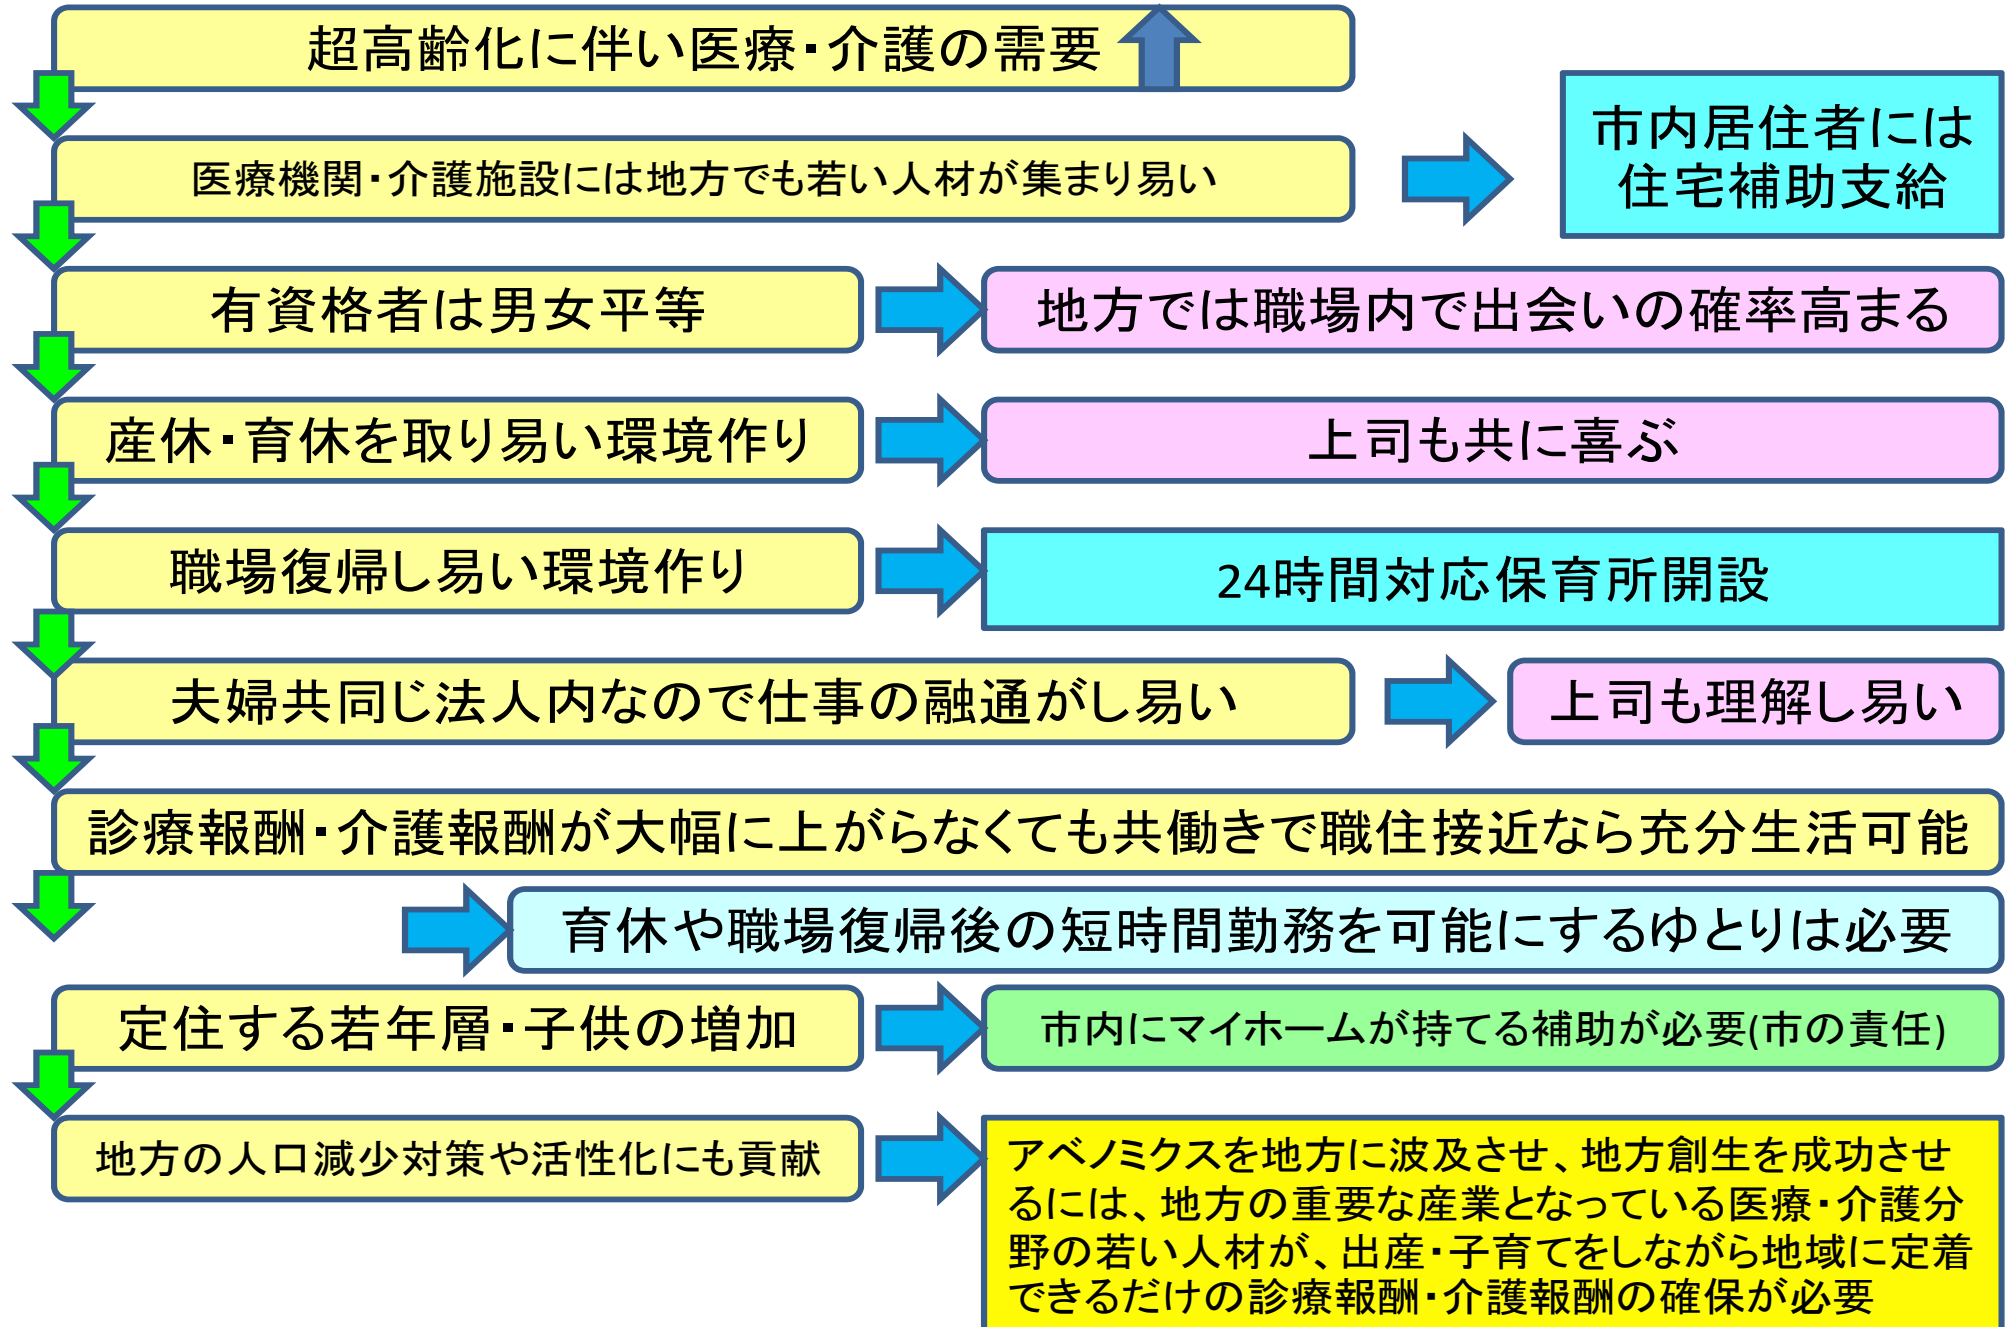 超高齢化に伴い医療・介護の需要
市内居住者には
住宅補助支給
医療機関・介護施設には地方でも若い人材が集まり易い
有資格者は男女平等
地方では職場内で出会いの確率高まる
産休・育休を取り易い環境作り
上司も共に喜ぶ
職場復帰し易い環境作り
24時間対応保育所開設
夫婦共同じ法人内なので仕事の融通がし易い
上司も理解し易い
診療報酬・介護報酬が大幅に上がらなくても共働きで職住接近なら充分生活可能
育休や職場復帰後の短時間勤務を可能にするゆとりは必要
定住する若年層・子供の増加
市内にマイホームが持てる補助が必要(市の責任)
地方の人口減少対策や活性化にも貢献
アベノミクスを地方に波及させ、地方創生を成功させ
るには、地方の重要な産業となっている医療・介護分
野の若い人材が、出産・子育てをしながら地域に定着
できるだけの診療報酬・介護報酬の確保が必要